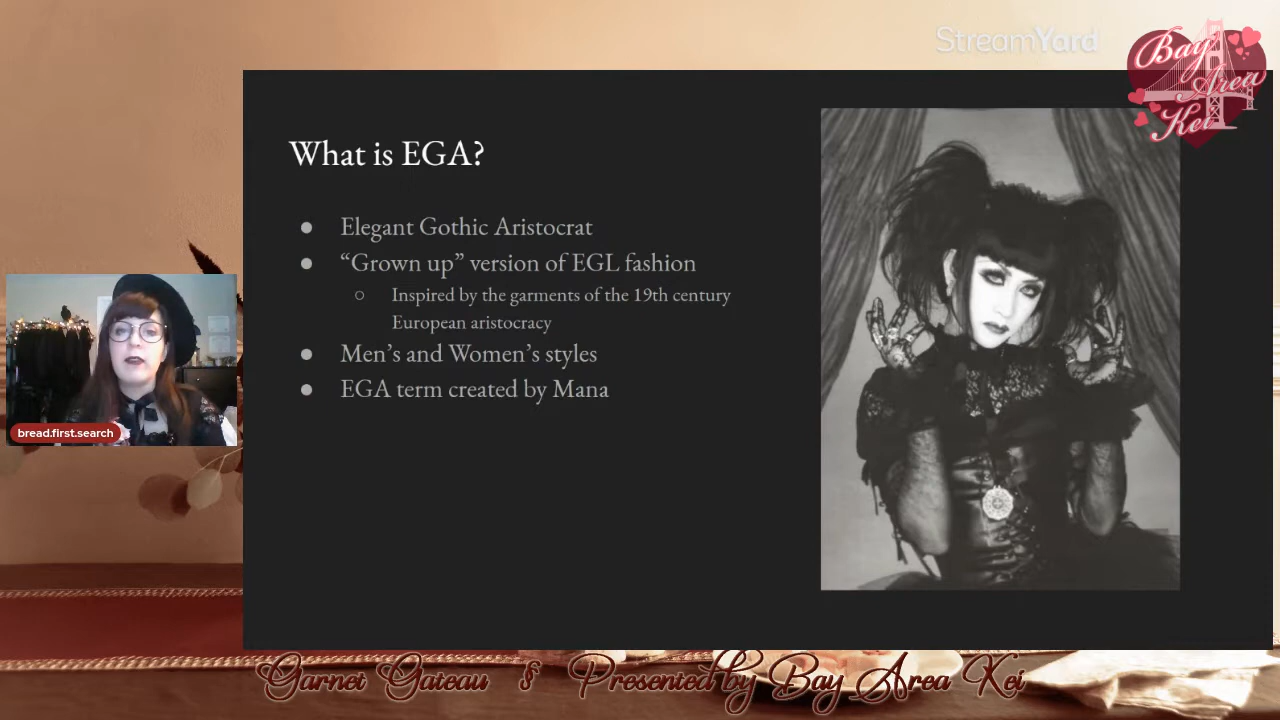 StreamYard
Bay
Area
Kei
What is EGA?
● Elegant Gothic Aristocrat
● “Grown up” version of EGL fashion
○ Inspired by the garments of the 19th century
European aristocracy
● Men’s and Women’s styles
● EGA term created by Mana
bread.first.search
Garnet Gateau § Presented by Bay Area Kei